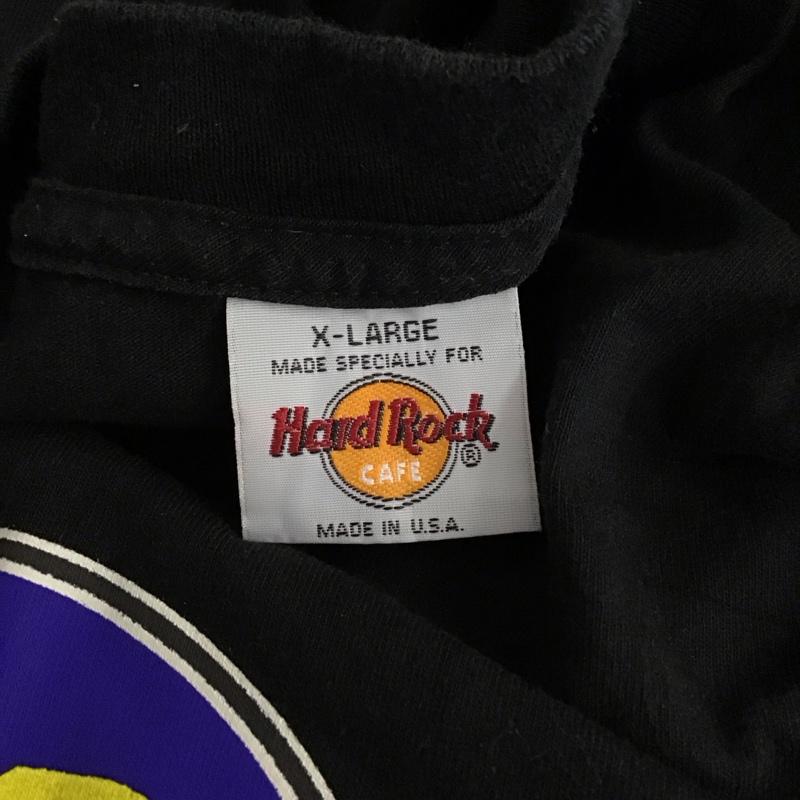 X-LARGE
MADE SPECIALLY FOR
Hard Rock
CAFE ®
MADE IN U.S.A.